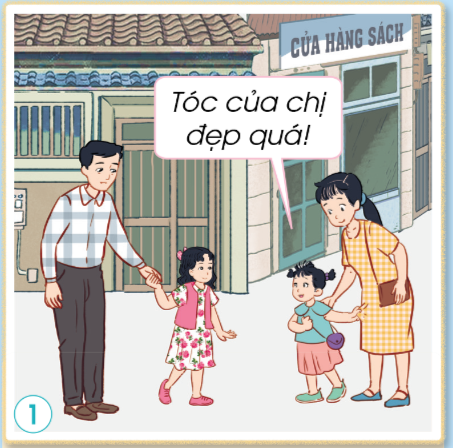 CỬA HÀNG SÁCH
Tóc của chị
đẹp quá!
1